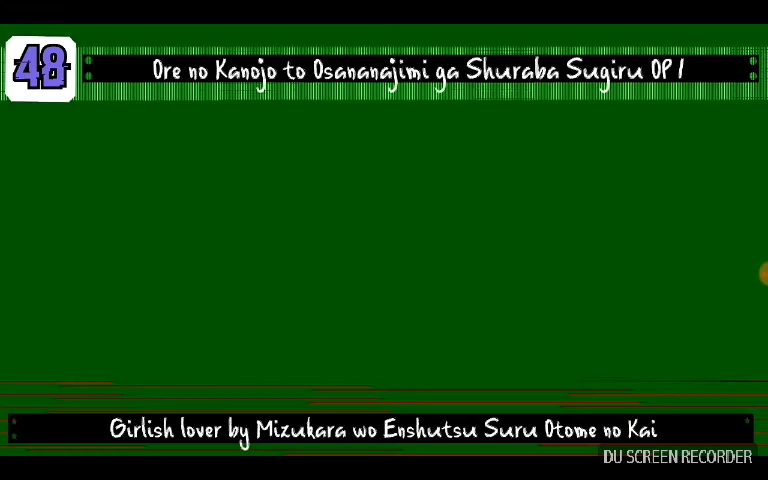 48
Ore no Kanojo to Osananajimi ga Shuraba Sugiru OP 1
Girlish lover by Mizukara wo Enshutsu Suru Otome no Kai
DU SCREEN RECORDER